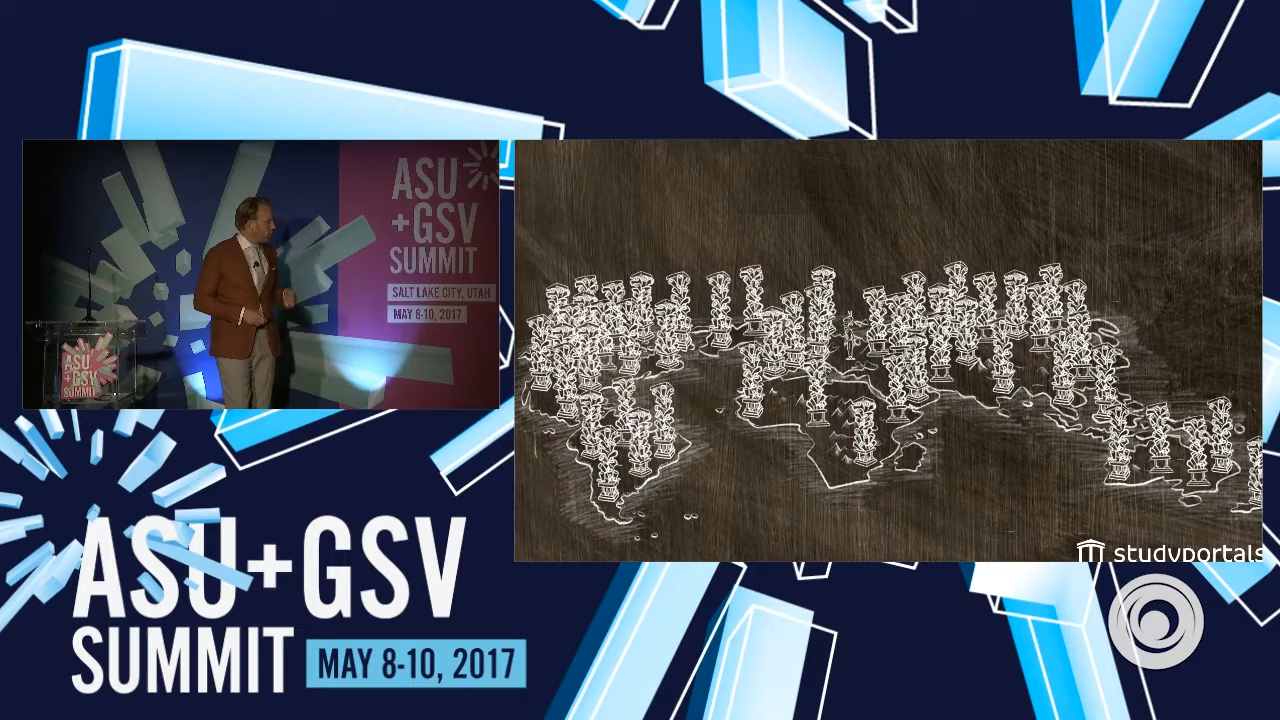 ASU
+GSV
SUMMIT
SALT LAKE CITY, UTAH
MAY 8-10, 2017
ASU
+GSV
SUMMIT
studyportals
ASU+GSV
SUMMIT MAY 8-10, 2017